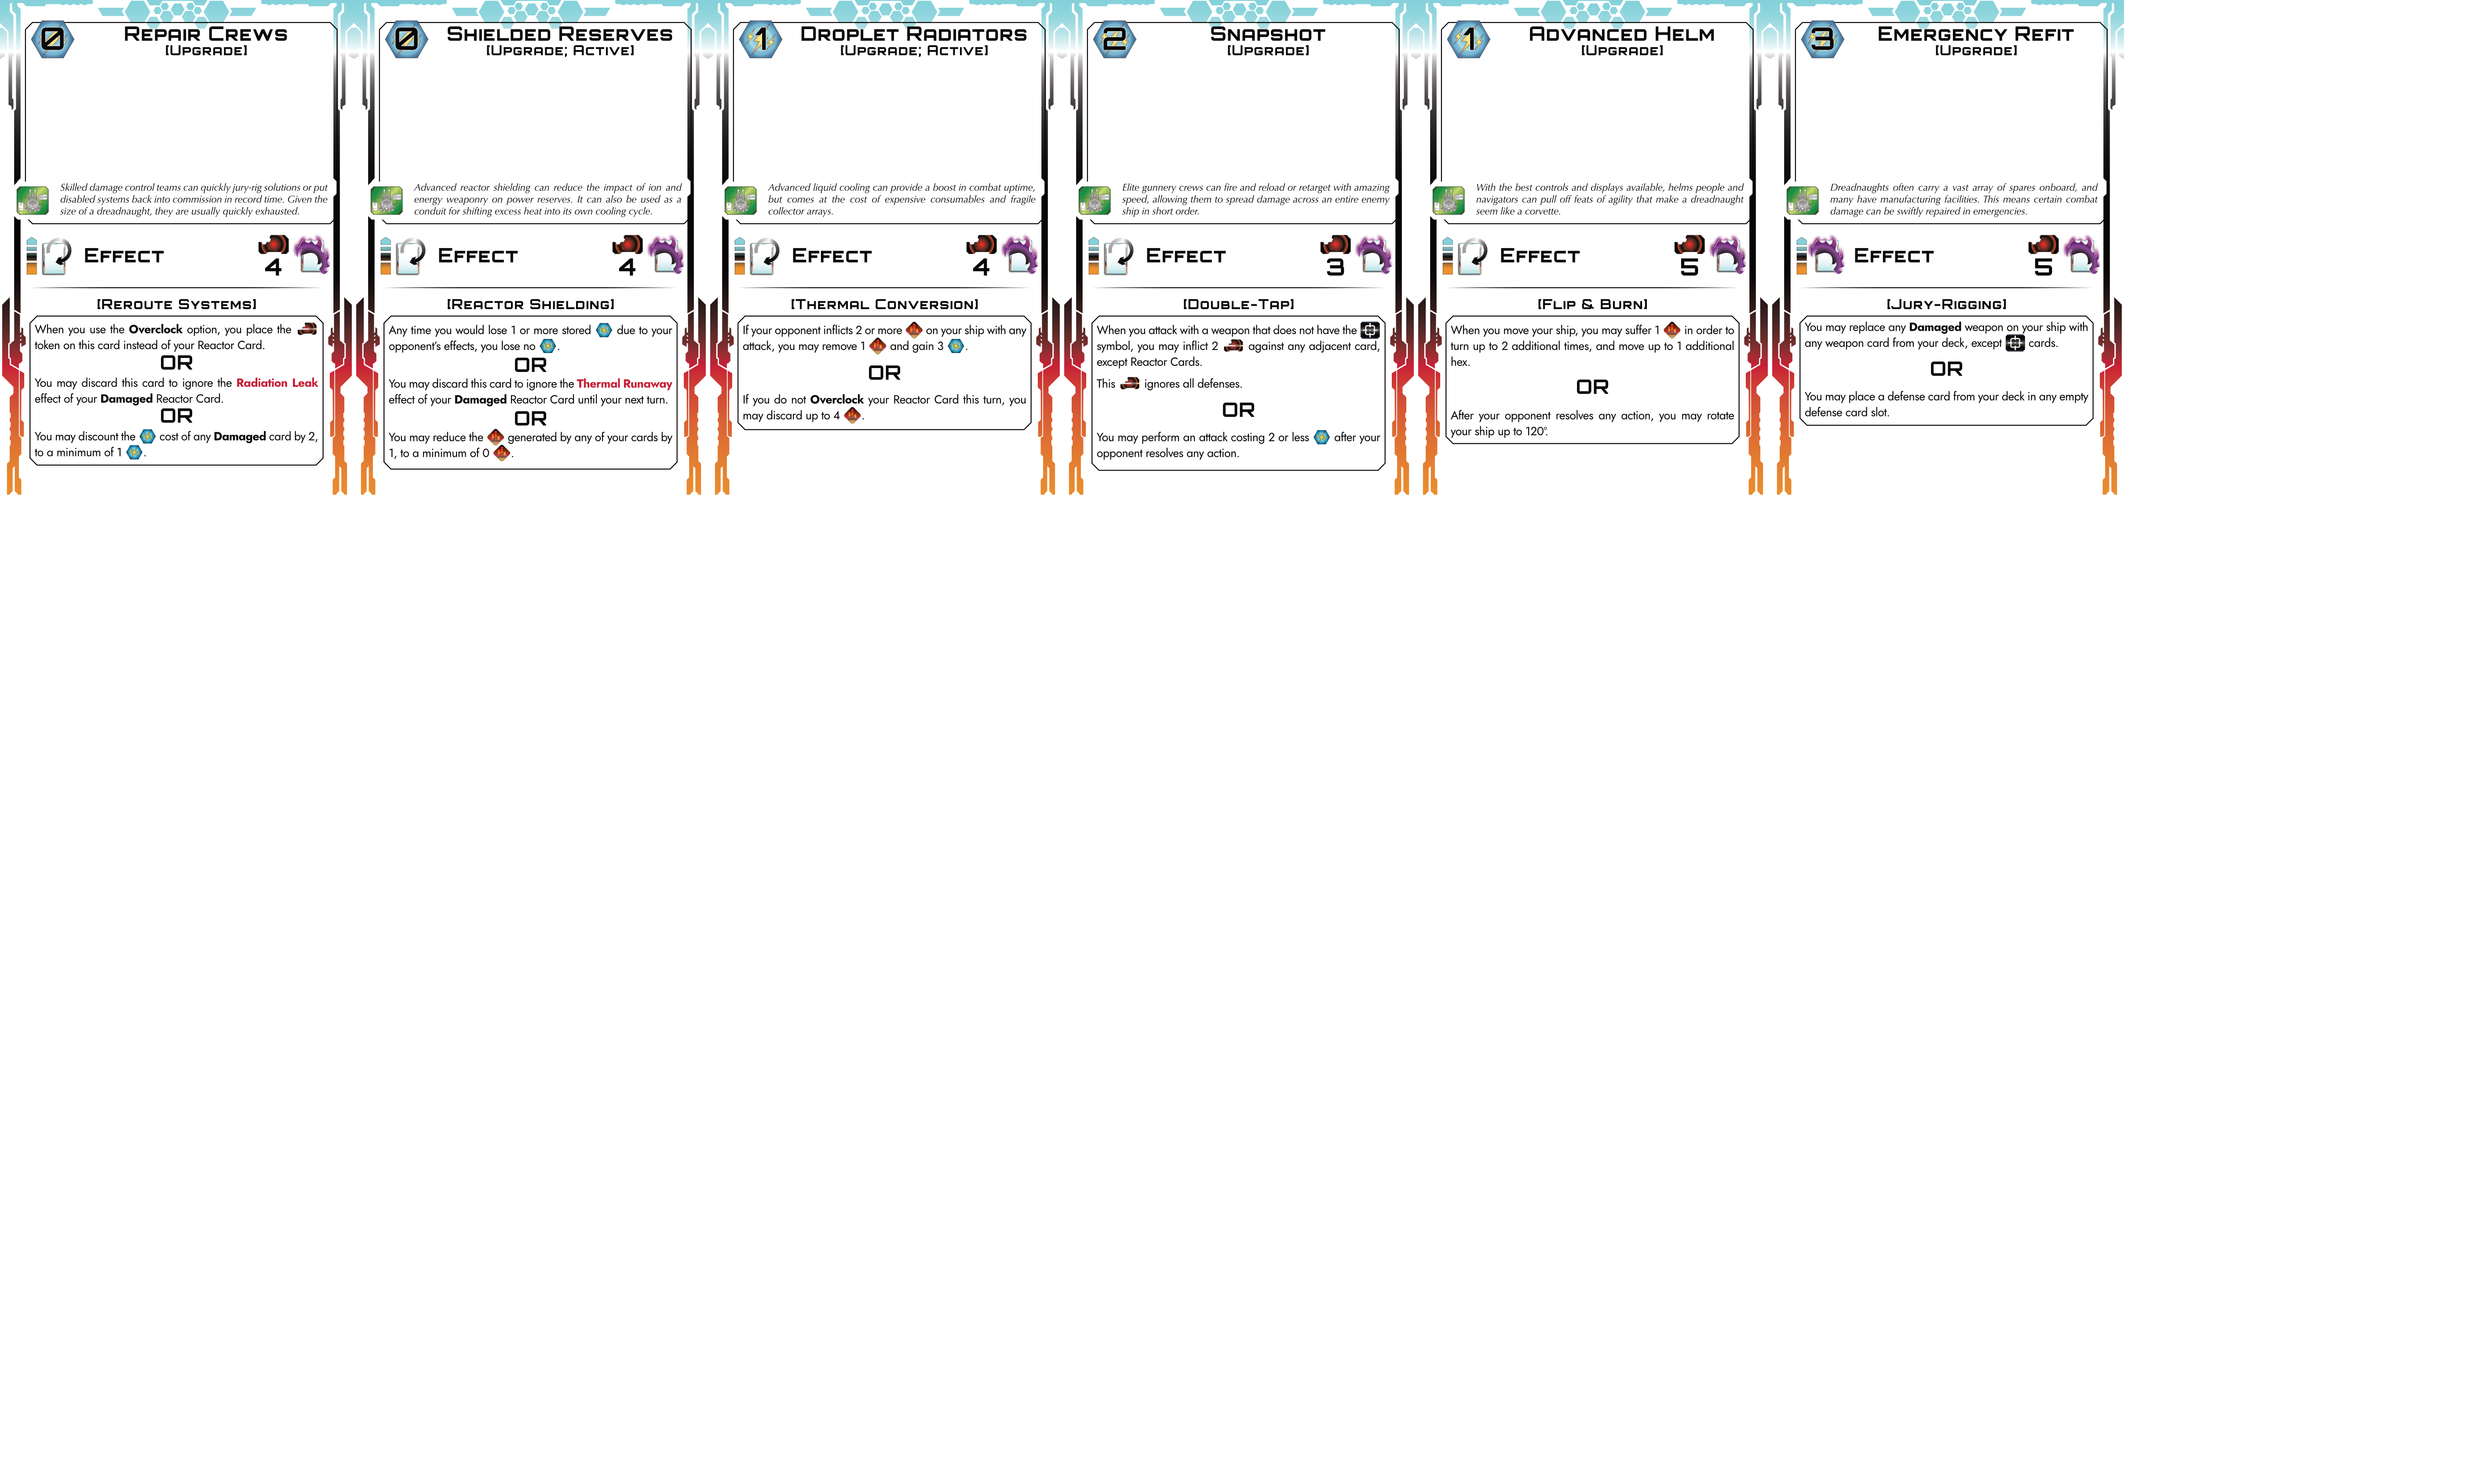 0
REPAIR CREWS
[UPGRADE]
Skilled damage control teams can quickly jury-rig solutions or put
disabled systems back into commission in record time. Given the
size of a dreadnaught, they are usually quickly exhausted.
EFFECT
4
[REROUTE SYSTEMS]
When you use the Overclock option, you place the
token on this card instead of your Reactor Card.
OR
You may discard this card to ignore the Radiation Leak
effect of your Damaged Reactor Card.
OR
You may discount the cost of any Damaged card by 2,
to a minimum of 1 .
0
SHIELDED RESERVES
[UPGRADE; ACTIVE]
Advanced reactor shielding can reduce the impact of ion and
energy weaponry on power reserves. It can also be used as a
conduit for shifting excess heat into its own cooling cycle.
EFFECT
4
[REACTOR SHIELDING]
Any time you would lose 1 or more stored due to your
opponent's effects, you lose no .
OR
You may discard this card to ignore the Thermal Runaway
effect of your Damaged Reactor Card until your next turn.
OR
You may reduce the generated by any of your cards by
1, to a minimum of 0 .
1
DROPLET RADIATORS
[UPGRADE; ACTIVE]
Advanced liquid cooling can provide a boost in combat uptime,
but comes at the cost of expensive consumables and fragile
collector arrays.
EFFECT
4
[THERMAL CONVERSION]
If your opponent inflicts 2 or more on your ship with any
attack, you may remove 1 and gain 3 .
OR
If you do not Overclock your Reactor Card this turn, you
may discard up to 4 .
2
SNAPSHOT
[UPGRADE]
Elite gunnery crews can fire and reload or retarget with amazing
speed, allowing them to spread damage across an entire enemy
ship in short order.
EFFECT
3
[DOUBLE-TAP]
When you attack with a weapon that does not have the
symbol, you may inflict 2 against any adjacent card,
except Reactor Cards.
This ignores all defenses.
OR
You may perform an attack costing 2 or less after your
opponent resolves any action.
1
ADVANCED HELM
[UPGRADE]
With the best controls and displays available, helms people and
navigators can pull off feats of agility that make a dreadnaught
seem like a corvette.
EFFECT
5
[FLIP & BURN]
When you move your ship, you may suffer 1 in order to
turn up to 2 additional times, and move up to 1 additional
hex.
OR
After your opponent resolves any action, you may rotate
your ship up to 120°.
3
EMERGENCY REFIT
[UPGRADE]
Dreadnaughts often carry a vast array of spares onboard, and
many have manufacturing facilities. This means certain combat
damage can be swiftly repaired in emergencies.
EFFECT
5
[JURY-RIGGING]
You may replace any Damaged weapon on your ship with
any weapon card from your deck, except cards.
OR
You may place a defense card from your deck in any empty
defense card slot.